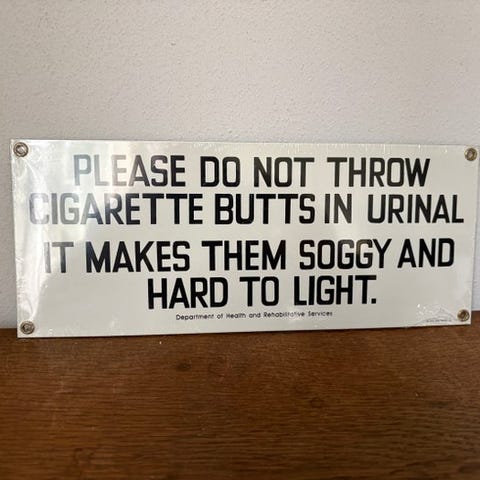 PLEASE DO NOT THROW
CIGARETTE BUTTS IN URINAL
IT MAKES THEM SOGGY AND
HARD TO LIGHT.
Department of Health and Rehabilitative Services